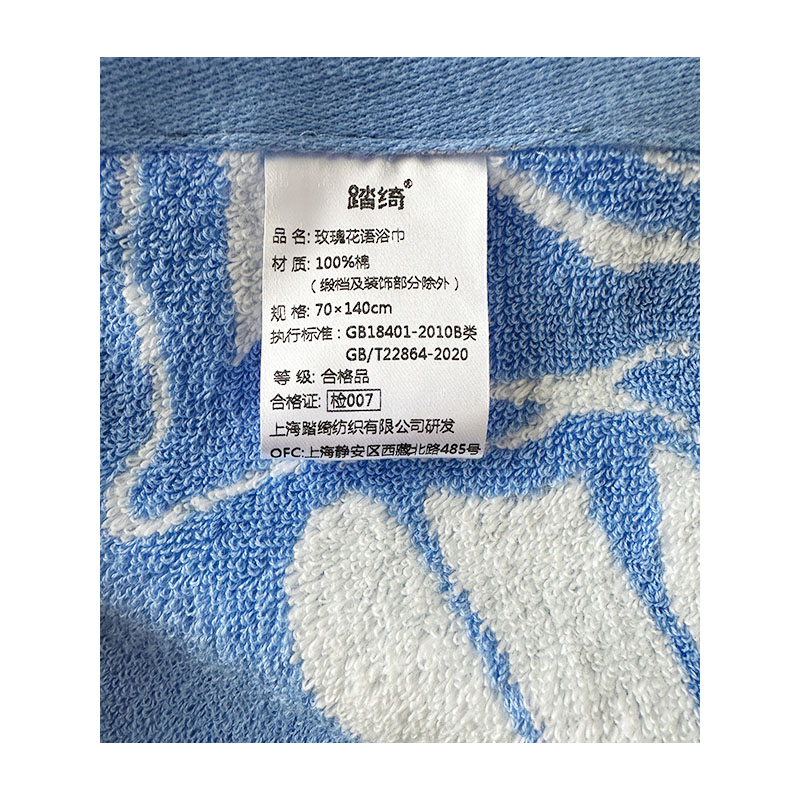 踏绮®
品 名: 玫瑰花语浴巾
材 质: 100%棉
（缎档及装饰部分除外）
规 格: 70×140cm
执行标准: GB18401-2010B类
GB/T22864-2020
等 级: 合格品
合格证: 检007
上海踏绮纺织有限公司研发
OFC:上海静安区西藏北路485号